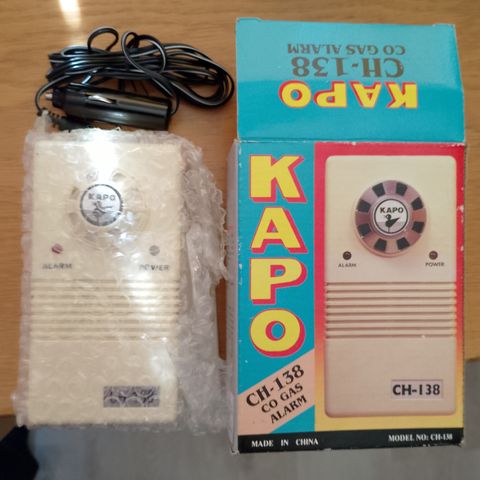 CH-138
CO GAS ALARM
KAPO
KAPO
ALARM
POWER
KAPO
CH-138
CO GAS
ALARM
KAPO
ALARM
POWER
CH-138
MADE IN CHINA
MODEL NO: CH-138